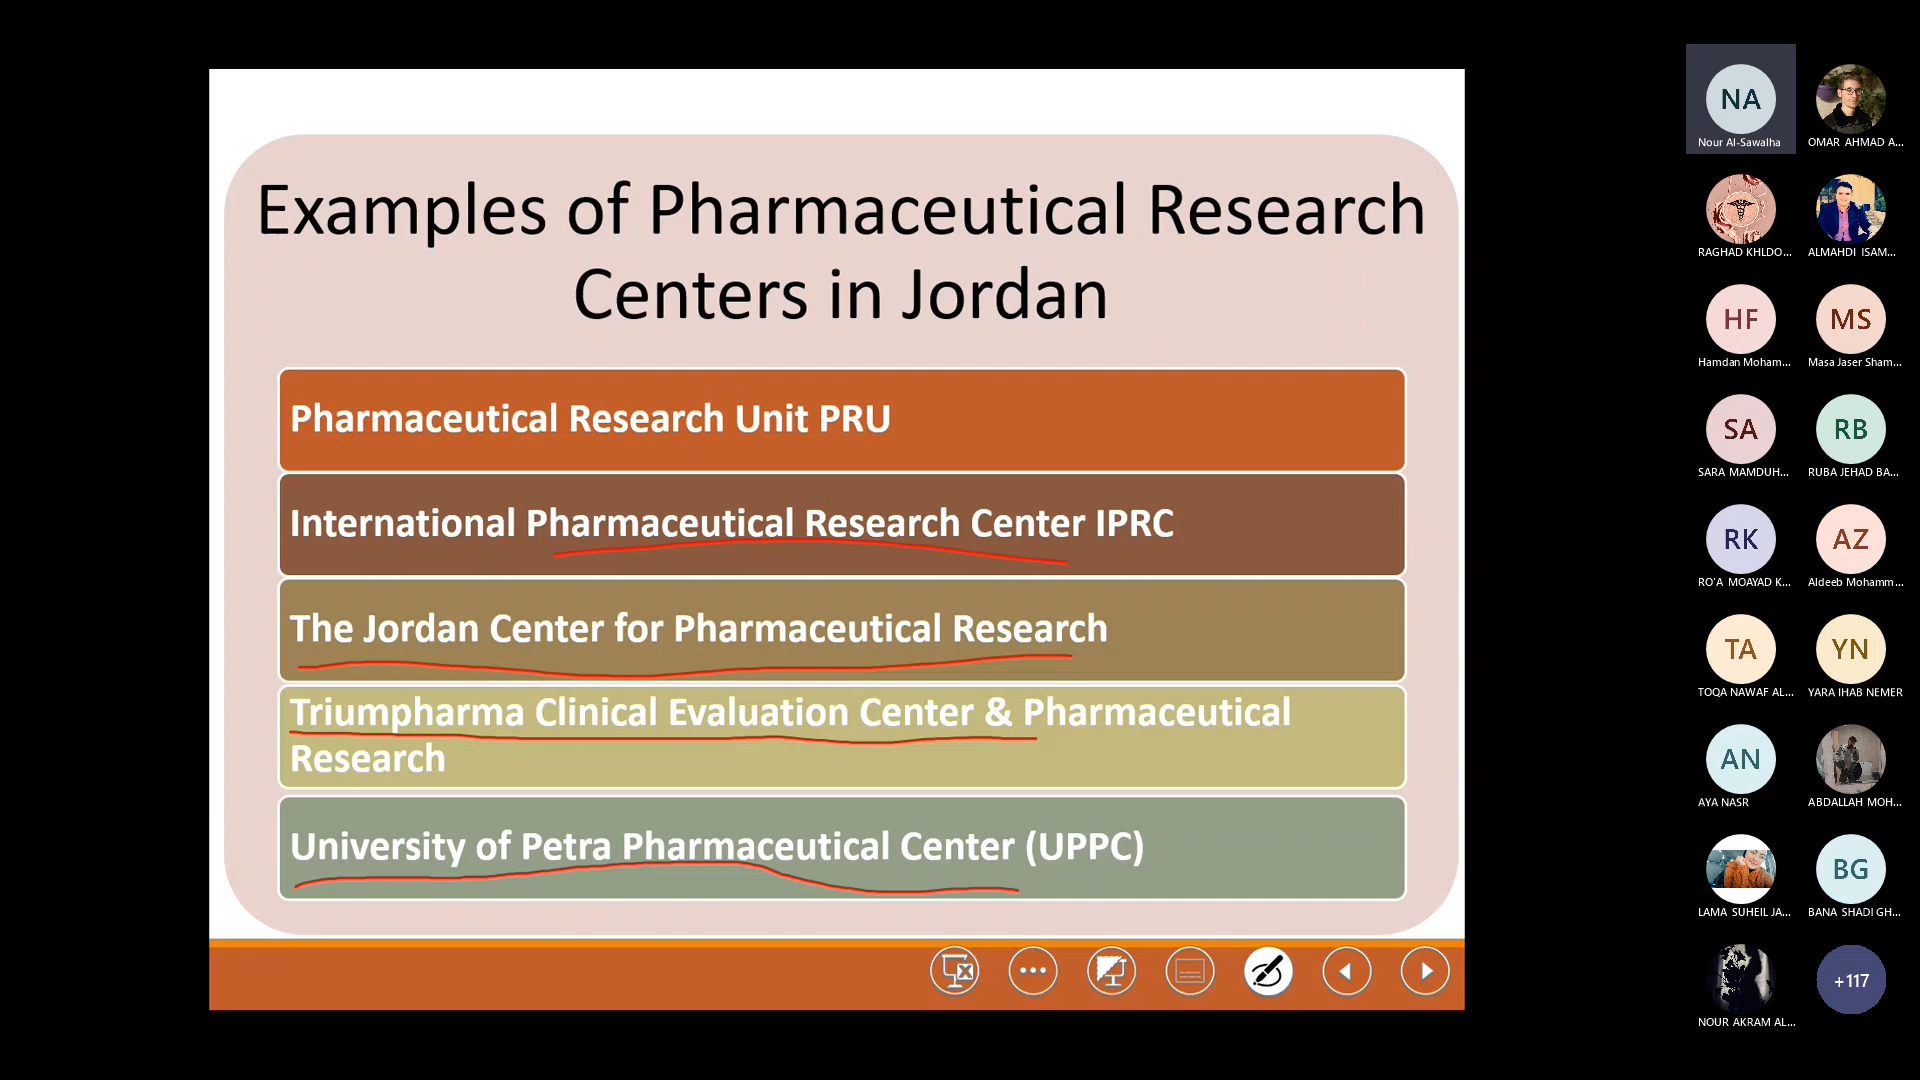 Examples of Pharmaceutical Research
Centers in Jordan
Pharmaceutical Research Unit PRU
International Pharmaceutical Research Center IPRC
The Jordan Center for Pharmaceutical Research
Triumpharma Clinical Evaluation Center & Pharmaceutical
Research
University of Petra Pharmaceutical Center (UPPC)
NA
Nour Al-Sawalha
OMAR AHMAD A...
RAGHAD KHLDO...
ALMAHDI ISAM...
HF
Hamdan Moham...
MS
Masa Jaser Sham...
SA
SARA MAMDUH...
RB
RUBA JEHAD BA...
RK
RO'A MOAYAD K...
AZ
Aldeeb Mohamm...
TA
TOQA NAWAF AL...
YN
YARA IHAB NEMER
AN
AYA NASR
ABDALLAH MOH...
LAMA SUHEIL JA...
BG
BANA SHADI GH...
NOUR AKRAM AL...
+117